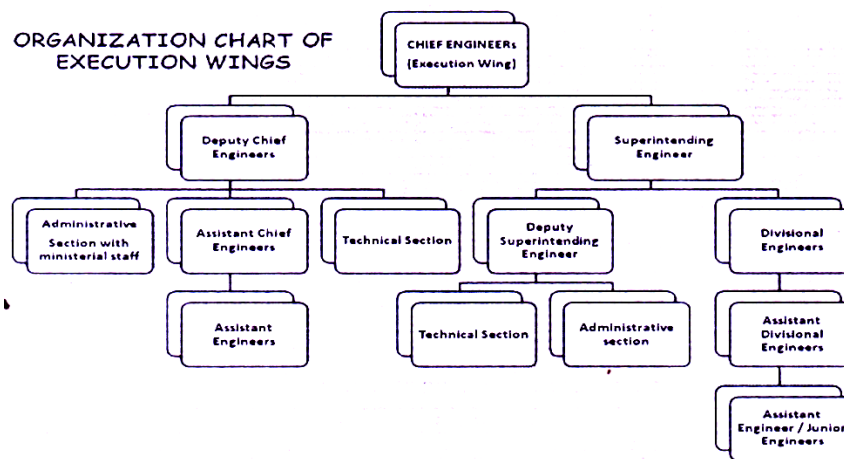 ORGANIZATION CHART OF
EXECUTION WINGS
CHIEF ENGINEERs
(Execution Wing)
Deputy Chief
Engineers
Superintending
Engineer
Administrative
Section with
ministerial staff
Assistant Chief
Engineers
Technical Section
Deputy
Superintending
Engineer
Divisional
Engineers
Assistant
Engineers
Technical Section
Administrative
section
Assistant
Divisional
Engineers
Assistant
Engineer / Junior
Engineers